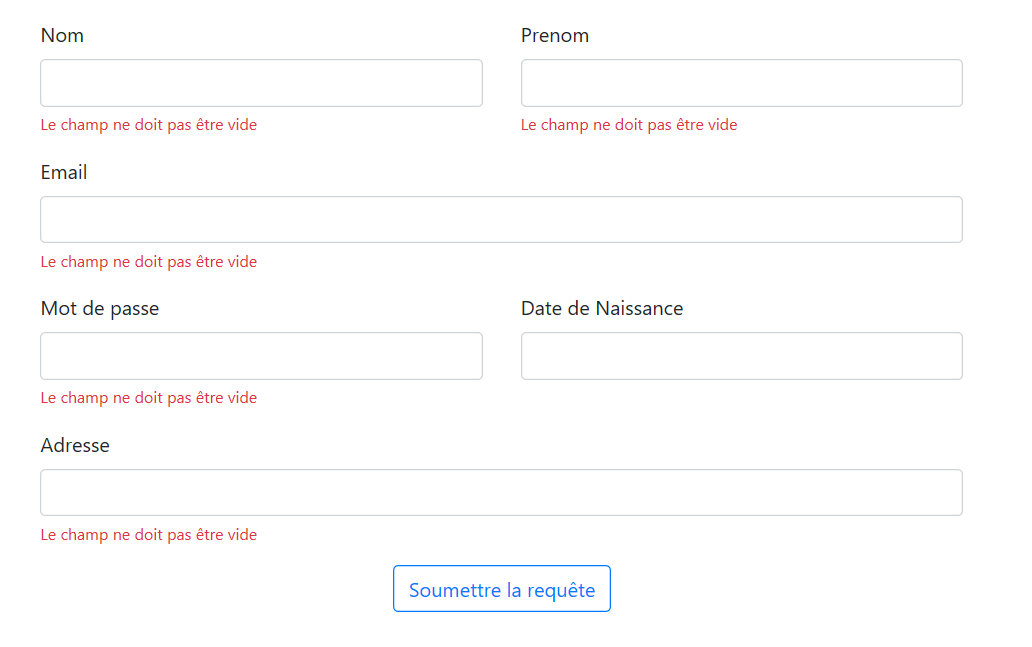 Nom
Prenom
Le champ ne doit pas être vide
Le champ ne doit pas être vide
Email
Le champ ne doit pas être vide
Mot de passe
Date de Naissance
Le champ ne doit pas être vide
Adresse
Le champ ne doit pas être vide
Soumettre la requête